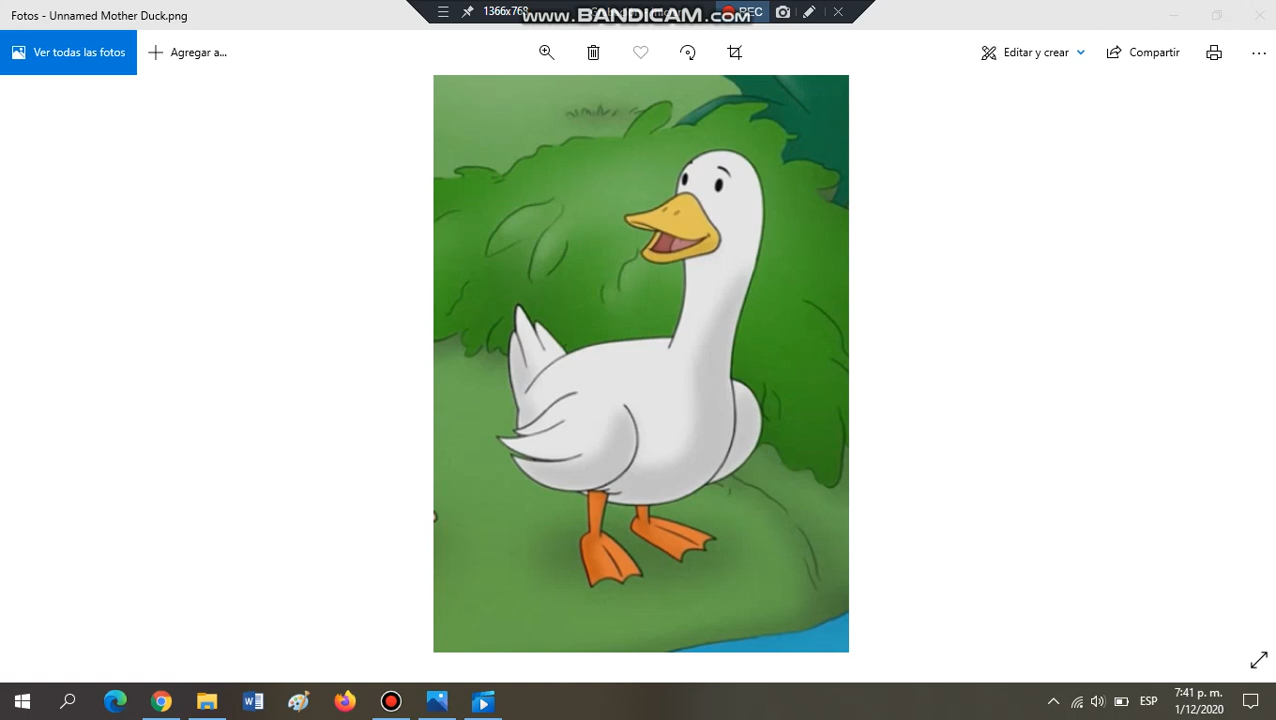 Fotos - Unnamed Mother Duck.png
1366x768
www.BANDICAM.com
REC
Ver todas las fotos
Agregar a...
Editar y crear
Compartir
ESP
7:41 p. m.
1/12/2020